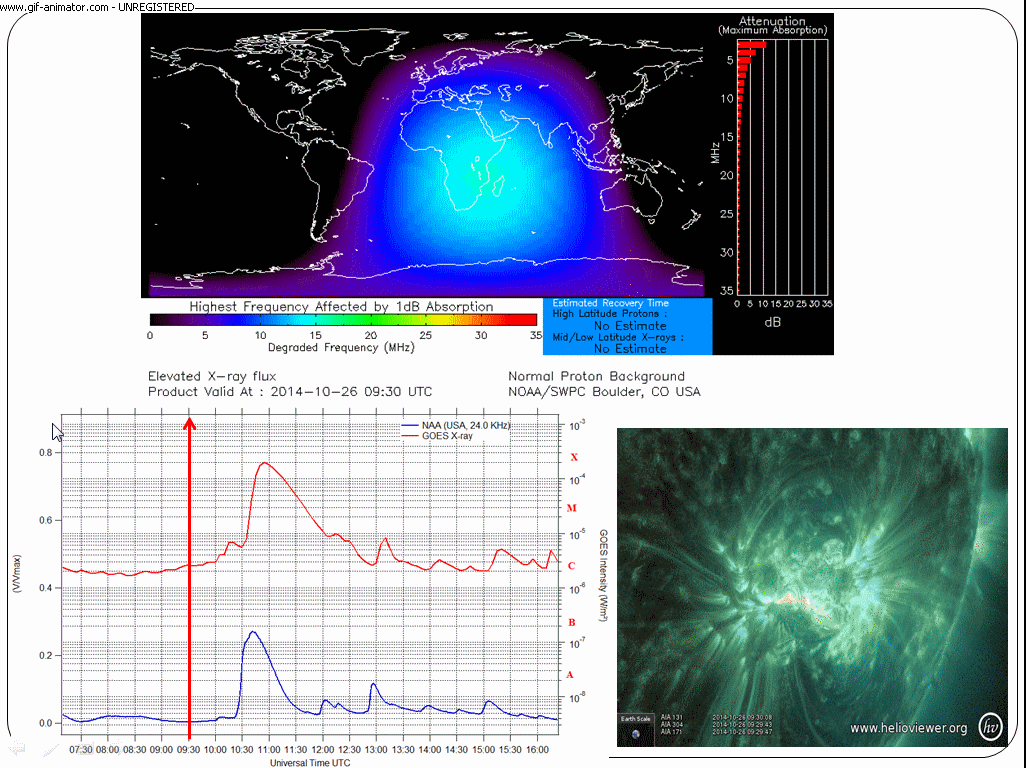 www.gif-animator.com - UNREGISTERED
Attenuation
(Maximum Absorption)
5
10
15
20
25
30
35
MHz
0 5 10 15 20 25 30 35
dB
Highest Frequency Affected by 1dB Absorption
0 5 10 15 20 25 30 35
Degraded Frequency (MHz)
Estimated Recovery Time
High Latitude Protons :
No Estimate
Mid/Low Latitude X-rays :
No Estimate
Elevated X-ray flux
Product Valid At : 2014-10-26 09:30 UTC
Normal Proton Background
NOAA/SWPC Boulder, CO USA
NAA (USA, 24.0 KHz)
GOES X-ray
0.8
0.6
0.4
0.2
0.0
(V/Vmax)
10-3
10-4
10-5
10-6
10-7
10-8
X
M
C
B
A
GOES Intensity (W/m²)
07:30 08:00 08:30 09:00 09:30 10:00 10:30 11:00 11:30 12:00 12:30 13:00 13:30 14:00 14:30 15:00 15:30 16:00
Universal Time UTC
Earth Scale
AIA 131 2014-10-26 09:30:08
AIA 304 2014-10-26 09:29:43
AIA 171 2014-10-26 09:29:47
www.helioviewer.org
hv